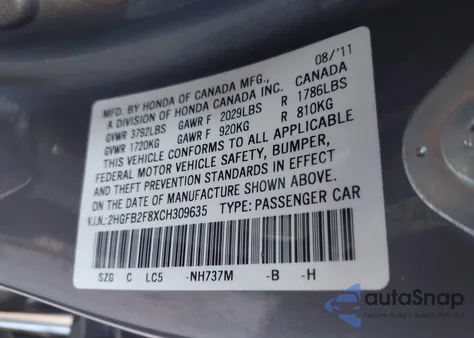 MFD. BY HONDA OF CANADA MFG., 08/'11
A DIVISION OF HONDA CANADA INC. CANADA
GVWR 3792LBS GAWR F 2029LBS R 1786LBS
GVWR 1720KG GAWR F 920KG R 810KG
THIS VEHICLE CONFORMS TO ALL APPLICABLE
FEDERAL MOTOR VEHICLE SAFETY, BUMPER,
AND THEFT PREVENTION STANDARDS IN EFFECT
ON THE DATE OF MANUFACTURE SHOWN ABOVE.
V.I.N.: 2HGFB2F8XCH309635 TYPE: PASSENGER CAR
SZG C LC5 -NH737M -B -H
autoSnap